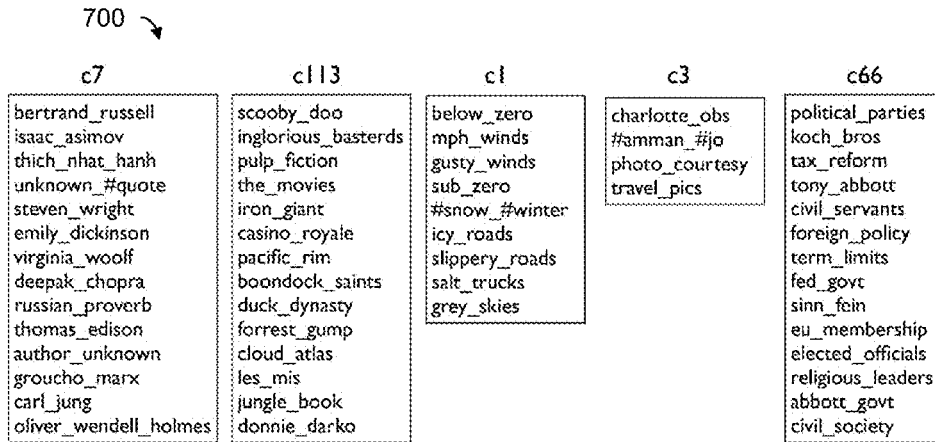 700
c7
bertrand_russell
isaac_asimov
thich_nhat_hanh
unknown_#quote
steven_wright
emily_dickinson
virginia_woolf
deepak_chopra
russian_proverb
thomas_edison
author_unknown
groucho_marx
carl_jung
oliver_wendell_holmes
c113
scooby_doo
inglorious_basterds
pulp_fiction
the_movies
iron_giant
casino_royale
pacific_rim
boondock_saints
duck_dynasty
forrest_gump
cloud_atlas
les_mis
jungle_book
donnie_darko
c1
below_zero
mph_winds
gusty_winds
sub_zero
#snow_#winter
icy_roads
slippery_roads
salt_trucks
grey_skies
c3
charlotte_obs
#amman_#jo
photo_courtesy
travel_pics
c66
political_parties
koch_bros
tax_reform
tony_abbott
civil_servants
foreign_policy
term_limits
fed_govt
sinn_fein
eu_membership
elected_officials
religious_leaders
abbott_govt
civil_society